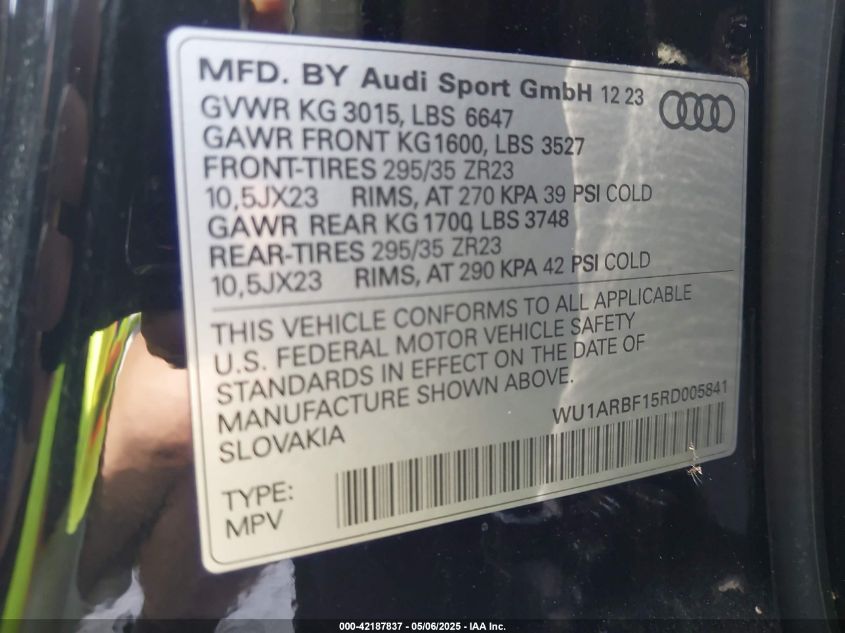 MFD. BY Audi Sport GmbH 12 23
GVWR KG 3015, LBS 6647
GAWR FRONT KG1600, LBS 3527
FRONT-TIRES 295/35 ZR23
10,5JX23 RIMS, AT 270 KPA 39 PSI COLD
GAWR REAR KG 1700, LBS 3748
REAR-TIRES 295/35 ZR23
10,5JX23 RIMS, AT 290 KPA 42 PSI COLD
THIS VEHICLE CONFORMS TO ALL APPLICABLE
U.S. FEDERAL MOTOR VEHICLE SAFETY
STANDARDS IN EFFECT ON THE DATE OF
MANUFACTURE SHOWN ABOVE.
SLOVAKIA
WU1ARBF15RD005841
TYPE:
MPV
000-42187837 - 05/06/2025 - IAA Inc.